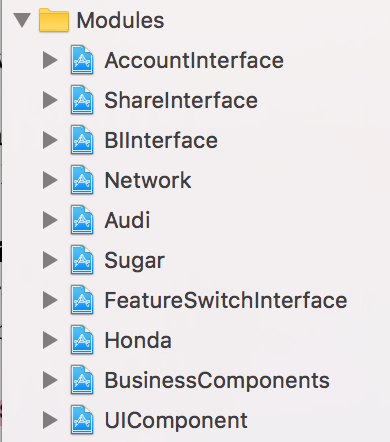 Modules
AccountInterface
ShareInterface
BIInterface
Network
Audi
Sugar
FeatureSwitchInterface
Honda
BusinessComponents
UIComponent